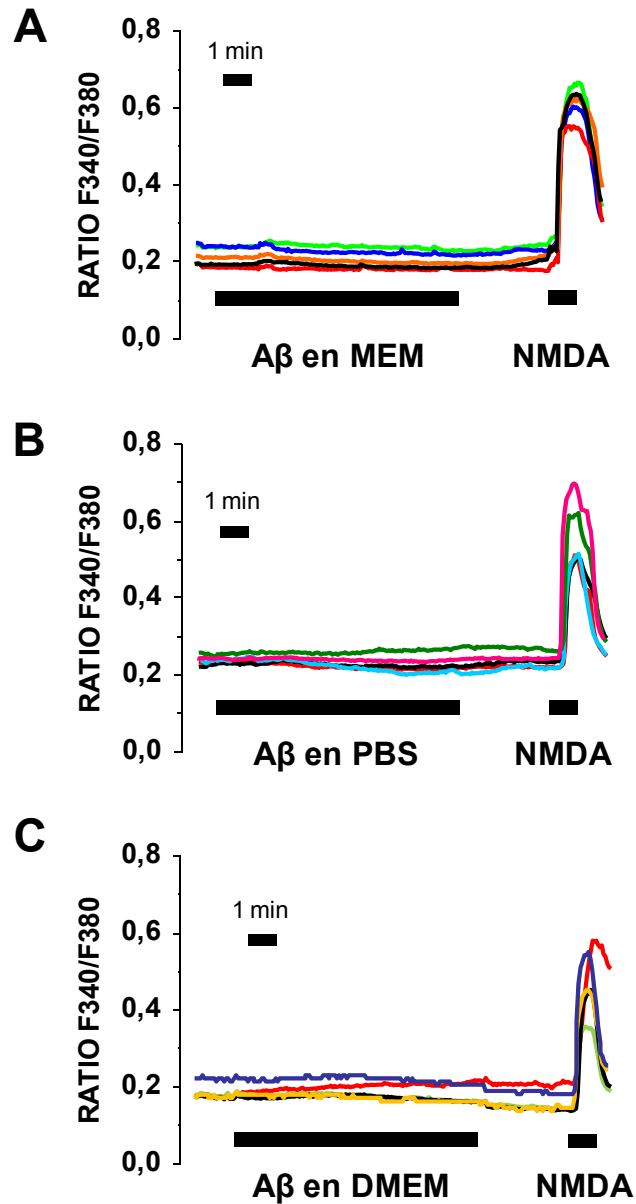 A
RATIO F340/F380
0,8
0,6
0,4
0,2
0,0
1 min
Aβ en MEM
NMDA
B
RATIO F340/F380
0,8
0,6
0,4
0,2
0,0
1 min
Aβ en PBS
NMDA
C
RATIO F340/F380
0,8
0,6
0,4
0,2
0,0
1 min
Aβ en DMEM
NMDA